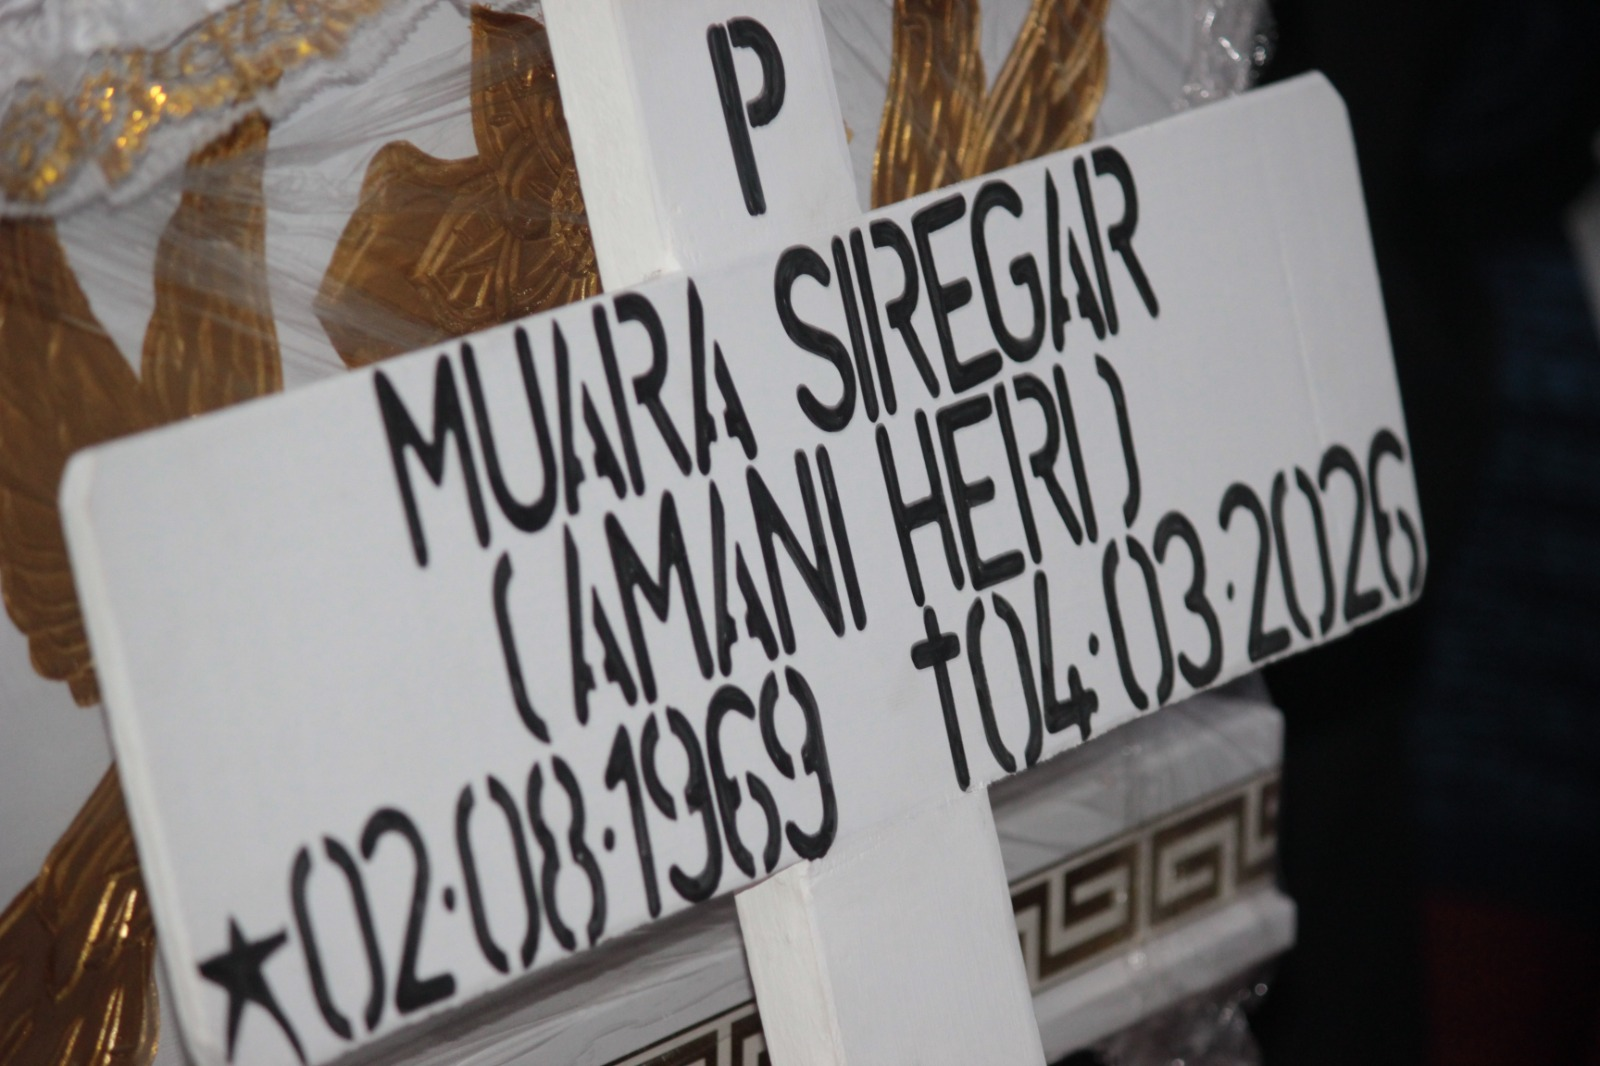 P
MUARA SIREGAR
(AMANI HERI)
★02·08·1969 †04·03·2026